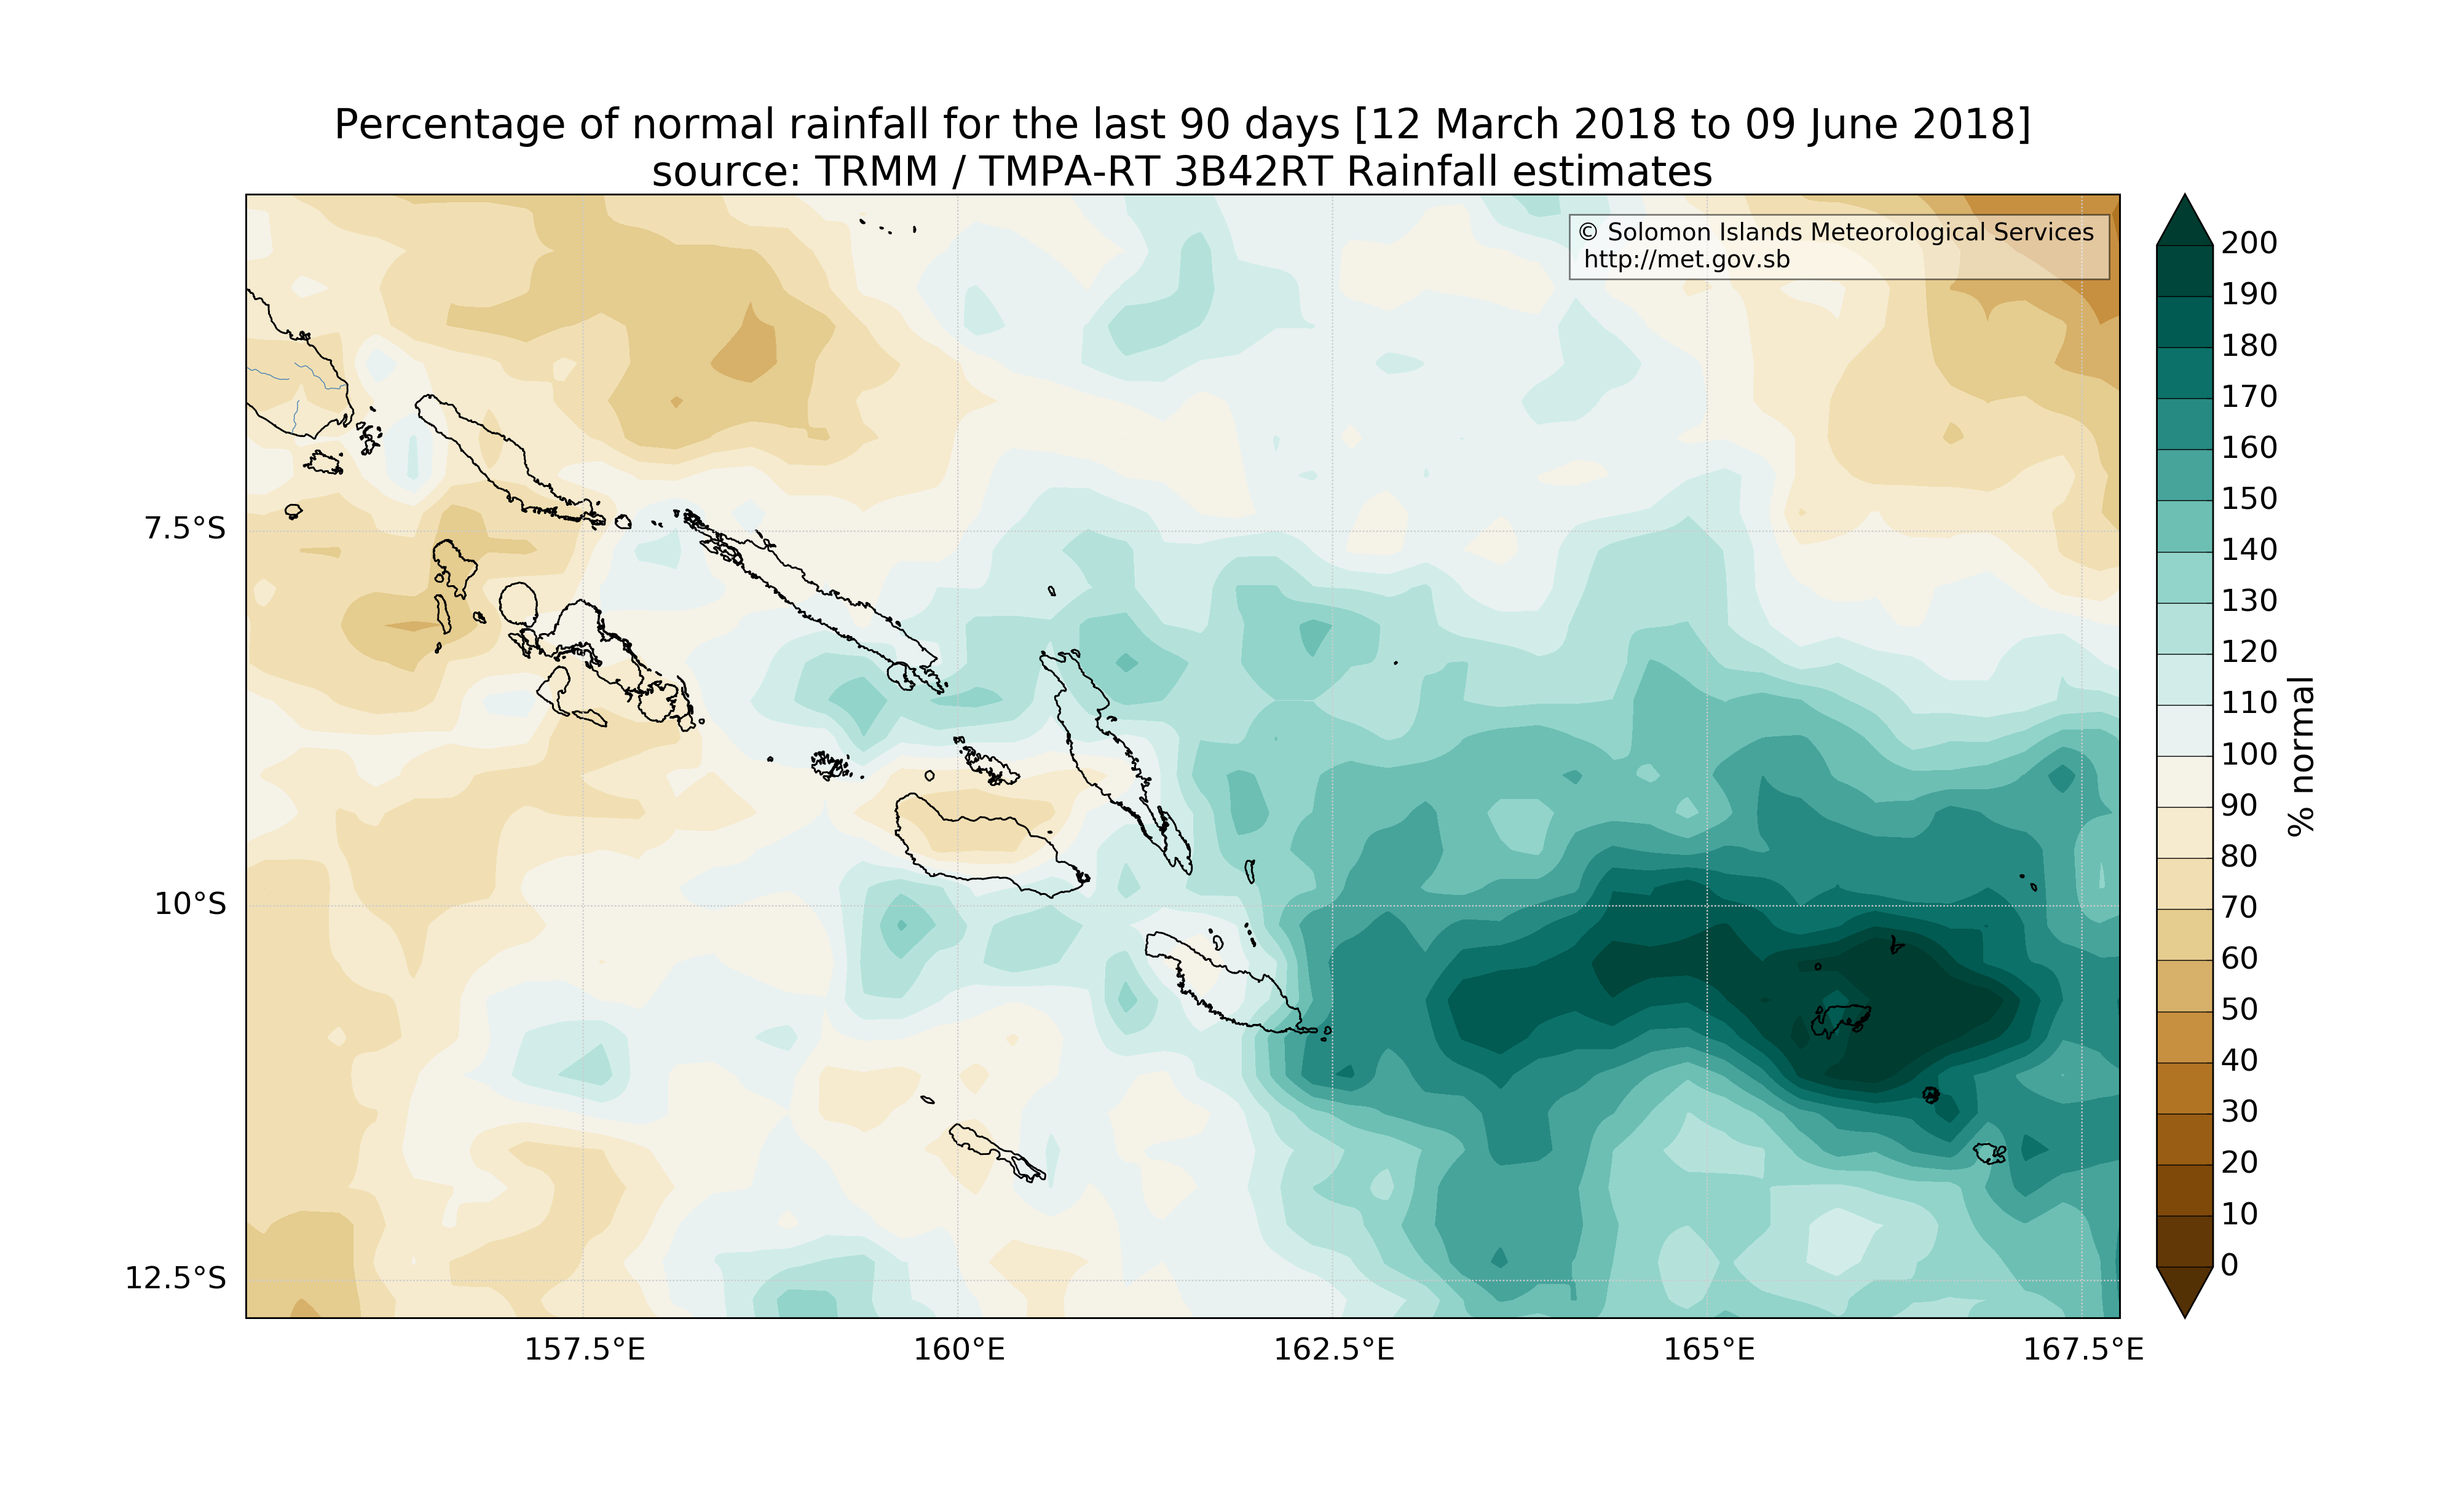 Percentage of normal rainfall for the last 90 days [12 March 2018 to 09 June 2018]
source: TRMM / TMPA-RT 3B42RT Rainfall estimates
© Solomon Islands Meteorological Services
http://met.gov.sb
7.5°S
10°S
12.5°S
157.5°E
160°E
162.5°E
165°E
167.5°E
200
190
180
170
160
150
140
130
120
110
100
90
80
70
60
50
40
30
20
10
0
% normal